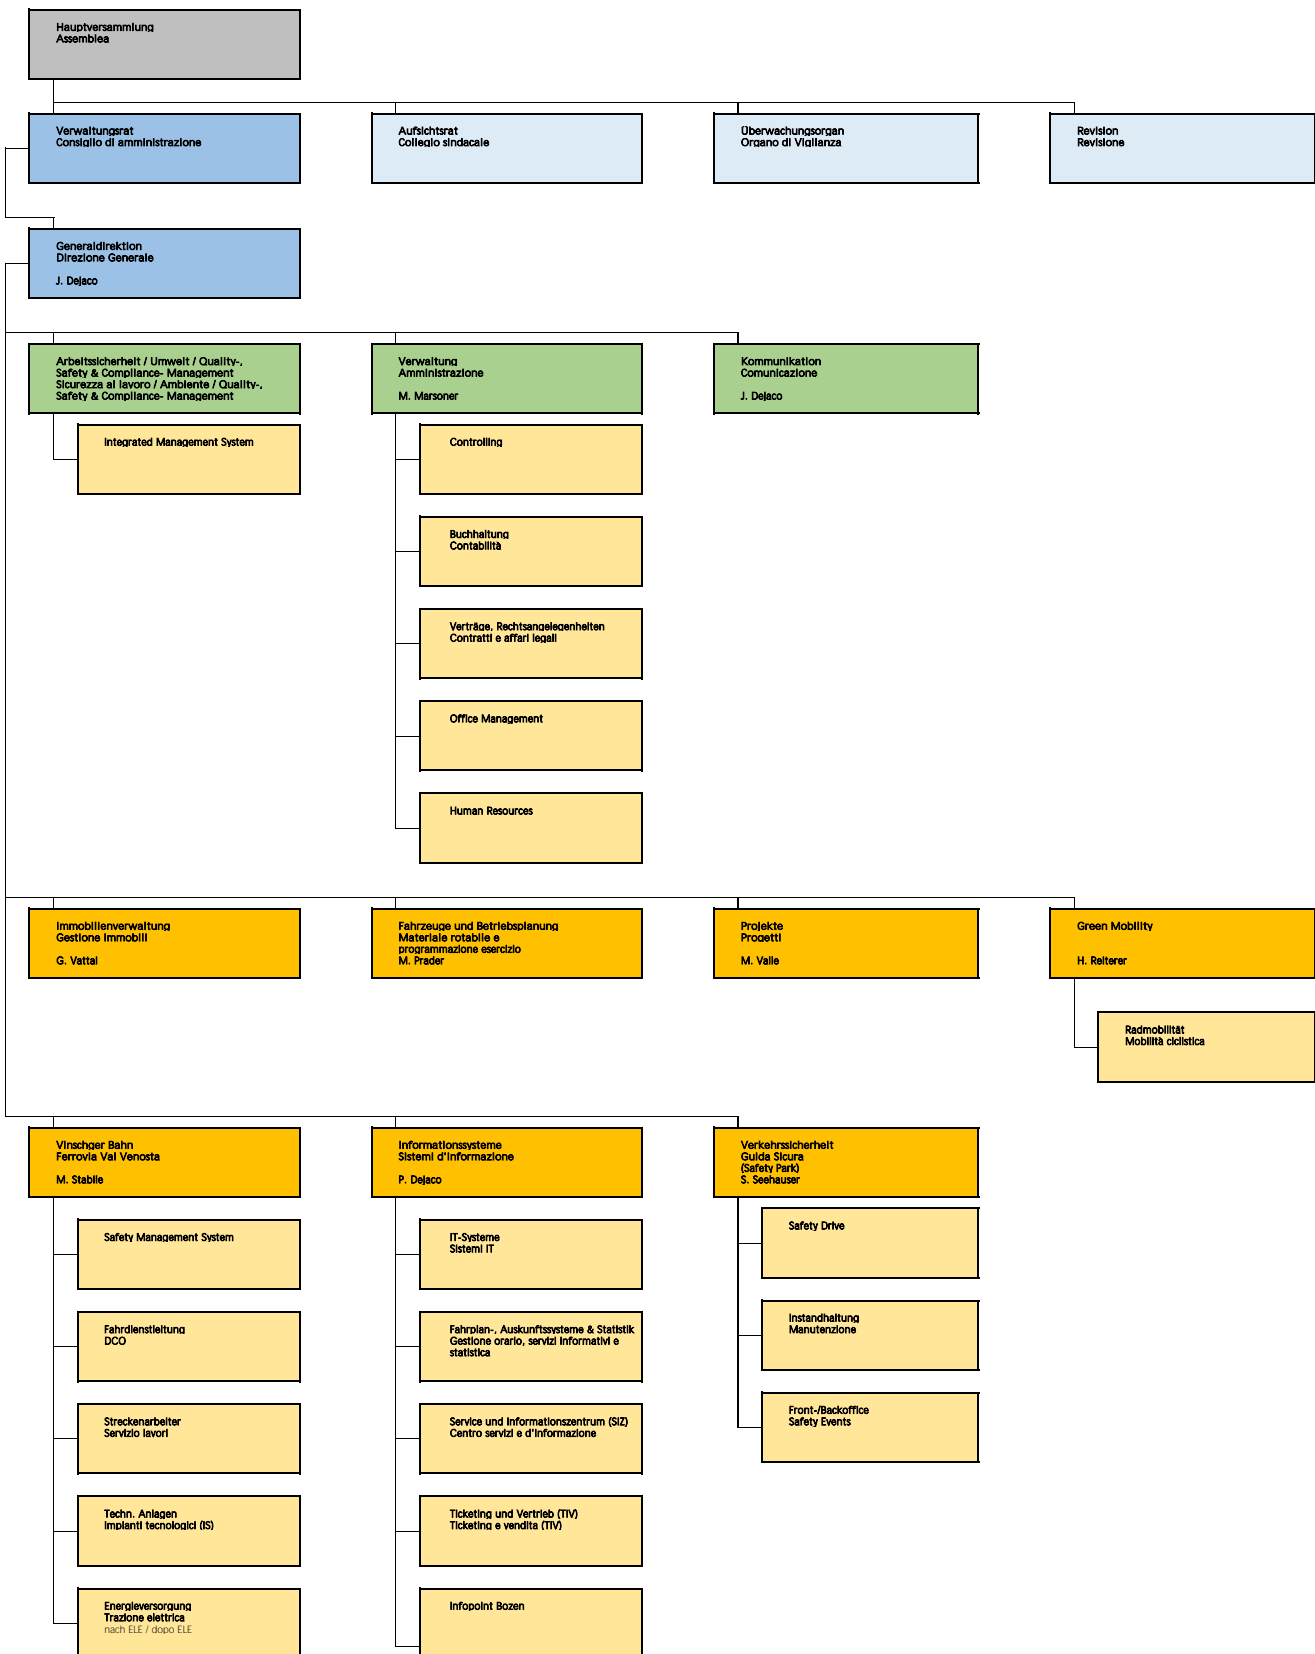 Hauptversammlung
Assemblea
Verwaltungsrat
Consiglio di amministrazione
Aufsichtsrat
Collegio sindacale
Überwachungsorgan
Organo di Vigilanza
Revision
Revisione
Generaldirektion
Direzione Generale
J. Dejaco
Arbeitssicherheit / Umwelt / Quality-,
Safety & Compliance- Management
Sicurezza al lavoro / Ambiente / Quality-,
Safety & Compliance- Management
Verwaltung
Amministrazione
M. Marsoner
Kommunikation
Comunicazione
J. Dejaco
Integrated Management System
Controlling
Buchhaltung
Contabilità
Verträge, Rechtsangelegenheiten
Contratti e affari legali
Office Management
Human Resources
Immobilienverwaltung
Gestione immobili
G. Vattai
Fahrzeuge und Betriebsplanung
Materiale rotabile e
programmazione esercizio
M. Prader
Projekte
Progetti
M. Valle
Green Mobility
H. Reiterer
Radmobilität
Mobilità ciclistica
Vinschger Bahn
Ferrovia Val Venosta
M. Stabile
Informationssysteme
Sistemi d'informazione
P. Dejaco
Verkehrssicherheit
Guida Sicura
(Safety Park)
S. Seehauser
Safety Management System
Fahrdienstleitung
DCO
Streckenarbeiter
Servizio lavori
Techn. Anlagen
Impianti tecnologici (IS)
Energieversorgung
Trazione elettrica
nach ELE / dopo ELE
IT-Systeme
Sistemi IT
Fahrplan-, Auskunftssysteme & Statistik
Gestione orario, servizi informativi e
statistica
Service und Informationszentrum (SIZ)
Centro servizi e d'informazione
Ticketing und Vertrieb (TIV)
Ticketing e vendita (TIV)
Infopoint Bozen
Safety Drive
Instandhaltung
Manutenzione
Front-/Backoffice
Safety Events